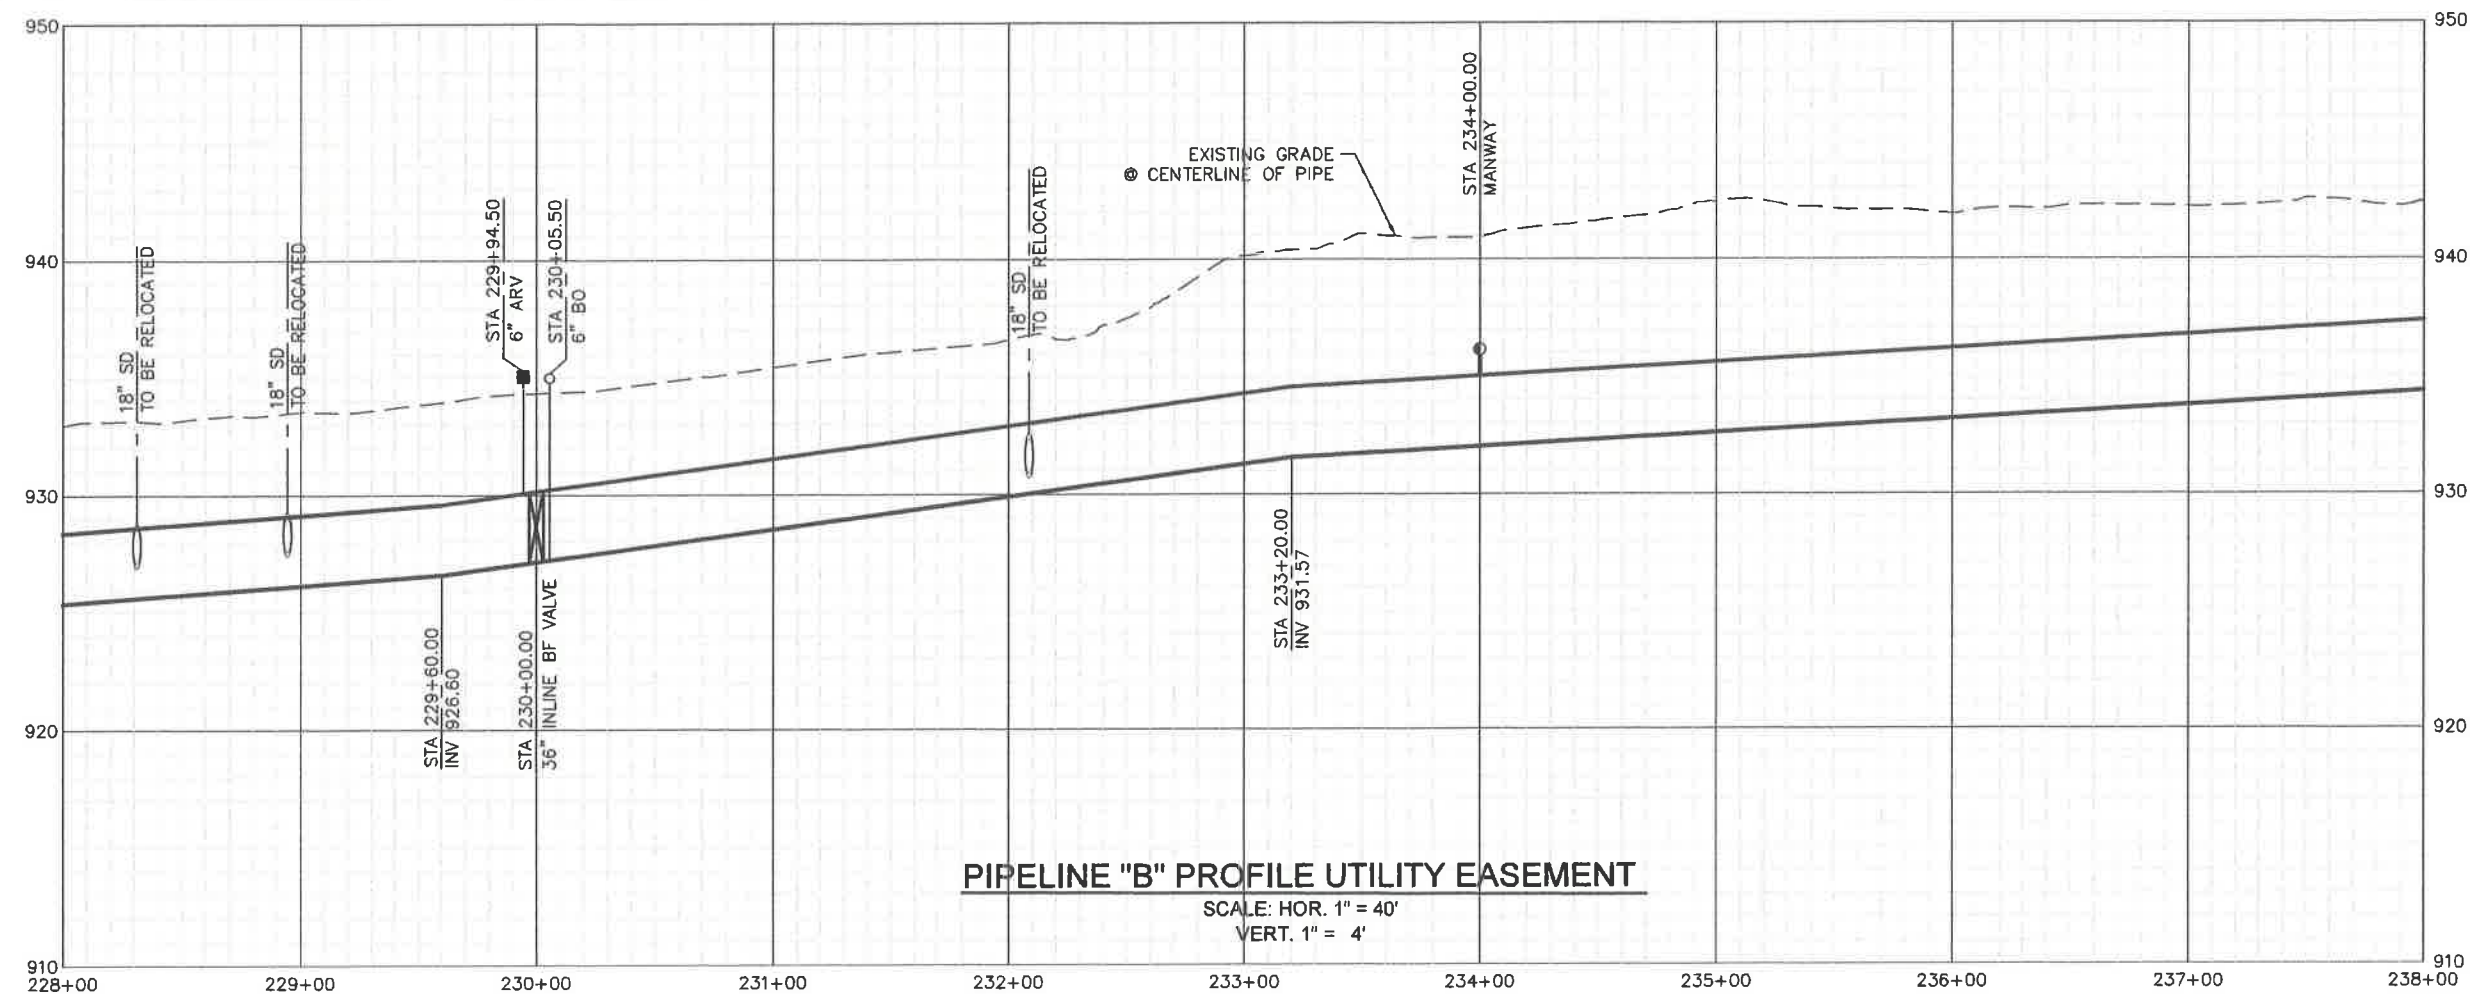 950
940
930
920
910
950
940
930
920
910
18" SD
TO BE RELOCATED
18" SD
TO BE RELOCATED
STA 229+94.50
6" ARV
STA 230+05.50
6" BO
18" SD
TO BE RELOCATED
EXISTING GRADE
@ CENTERLINE OF PIPE
STA 234+00.00
MANWAY
STA 229+60.00
INV 926.60
STA 230+00.00
36" INLINE BF VALVE
STA 233+20.00
INV 931.57
PIPELINE "B" PROFILE UTILITY EASEMENT
SCALE: HOR. 1" = 40'
VERT. 1" = 4'
228+00 229+00 230+00 231+00 232+00 233+00 234+00 235+00 236+00 237+00 238+00